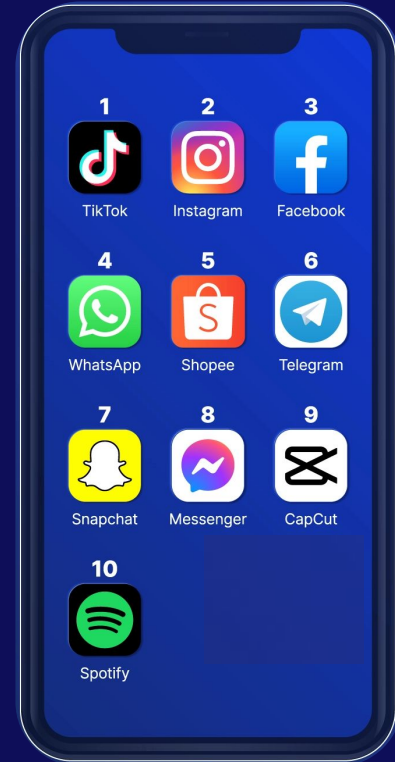 1 2 3
TikTok Instagram Facebook
4 5 6
WhatsApp Shopee Telegram
7 8 9
Snapchat Messenger CapCut
10
Spotify